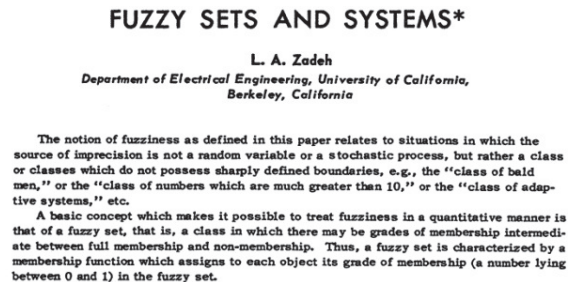 FUZZY SETS AND SYSTEMS*
L. A. Zadeh
Department of Electrical Engineering, University of California,
Berkeley, California
The notion of fuzziness as defined in this paper relates to situations in which the
source of imprecision is not a random variable or a stochastic process, but rather a class
or classes which do not possess sharply defined boundaries, e.g., the “class of bald
men,” or the “class of numbers which are much greater than 10,” or the “class of adap-
tive systems,” etc.
A basic concept which makes it possible to treat fuzziness in a quantitative manner is
that of a fuzzy set, that is, a class in which there may be grades of membership intermedi-
ate between full membership and non-membership. Thus, a fuzzy set is characterized by a
membership function which assigns to each object its grade of membership (a number lying
between 0 and 1) in the fuzzy set.